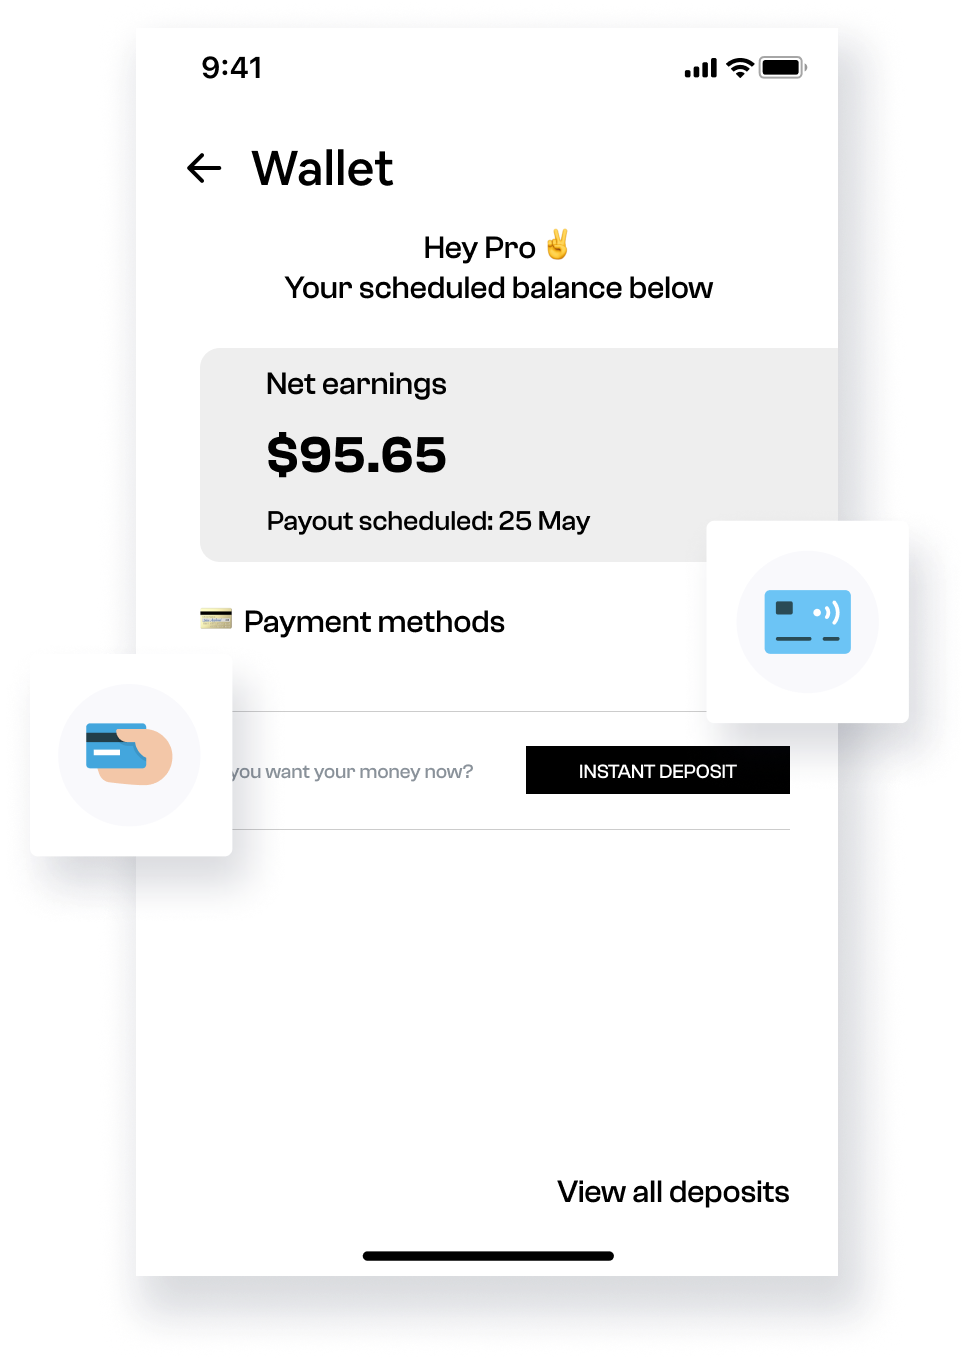 9:41
Wallet
Hey Pro ✌️
Your scheduled balance below
Net earnings
$95.65
Payout scheduled: 25 May
💳 Payment methods
you want your money now?
INSTANT DEPOSIT
View all deposits